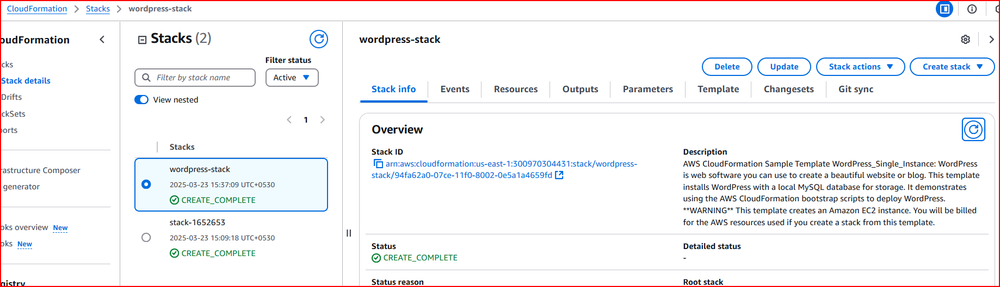 CloudFormation > Stacks > wordpress-stack
oudFormation
cks
Stack details
Drifts
ckSets
orts
rastructure Composer
generator
oks overview New
oks New
gistry
Stacks (2)
Filter status
Filter by stack name
Active
View nested
1
Stacks
wordpress-stack
2025-03-23 15:37:09 UTC+0530
CREATE_COMPLETE
stack-1652653
2025-03-23 15:09:18 UTC+0530
CREATE_COMPLETE
wordpress-stack
Delete Update Stack actions Create stack
Stack info Events Resources Outputs Parameters Template Changesets Git sync
Overview
Stack ID
arn:aws:cloudformation:us-east-1:300970304431:stack/wordpress-
stack/94fa62a0-07ce-11f0-8002-0e5a1a4659fd
Description
AWS CloudFormation Sample Template WordPress_Single_Instance: WordPress
is web software you can use to create a beautiful website or blog. This template
installs WordPress with a local MySQL database for storage. It demonstrates
using the AWS CloudFormation bootstrap scripts to deploy WordPress.
**WARNING** This template creates an Amazon EC2 instance. You will be billed
for the AWS resources used if you create a stack from this template.
Status
CREATE_COMPLETE
Detailed status
-
Status reason
Root stack